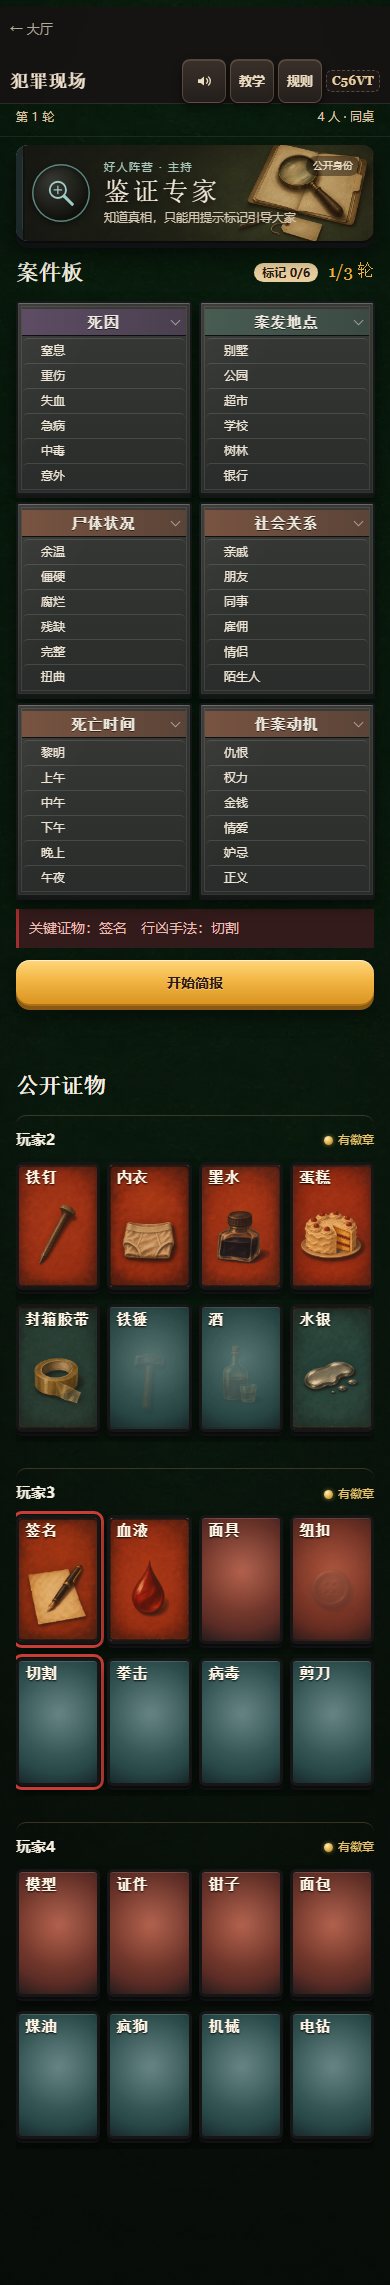 ← 大厅
犯罪现场
教学
规则
C56VT
第 1 轮
4 人 · 同桌
好人阵营 · 主持
公开身份
鉴证专家
知道真相，只能用提示标记引导大家
案件板
标记 0/6
1/3 轮
死因
窒息
重伤
失血
急病
中毒
意外
案发地点
别墅
公园
超市
学校
树林
银行
尸体状况
余温
僵硬
腐烂
残缺
完整
扭曲
社会关系
亲戚
朋友
同事
雇佣
情侣
陌生人
死亡时间
黎明
上午
中午
下午
晚上
午夜
作案动机
仇恨
权力
金钱
情爱
妒忌
正义
关键证物：签名 行凶手法：切割
开始简报
公开证物
玩家2
有徽章
铁钉
内衣
墨水
蛋糕
封箱胶带
铁锤
酒
水银
玩家3
有徽章
签名
血液
面具
纽扣
切割
拳击
病毒
剪刀
玩家4
有徽章
模型
证件
钳子
面包
煤油
疯狗
机械
电钻